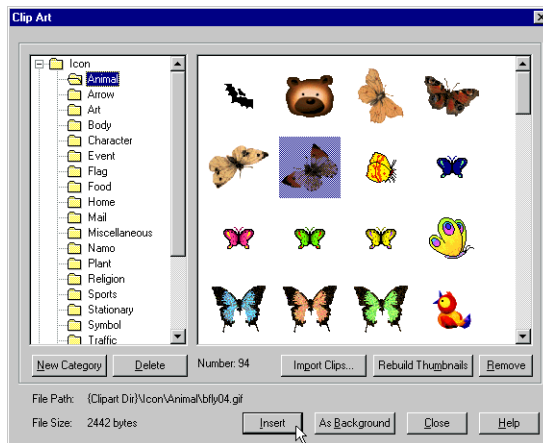 Clip Art
Icon
Animal
Arrow
Art
Body
Character
Event
Flag
Food
Home
Mail
Miscellaneous
Namo
Plant
Religion
Sports
Stationary
Symbol
Traffic
New Category Delete Number: 94 Import Clips... Rebuild Thumbnails Remove
File Path: {Clipart Dir}\Icon\Animal\bfly04.gif
File Size: 2442 bytes Insert As Background Close Help